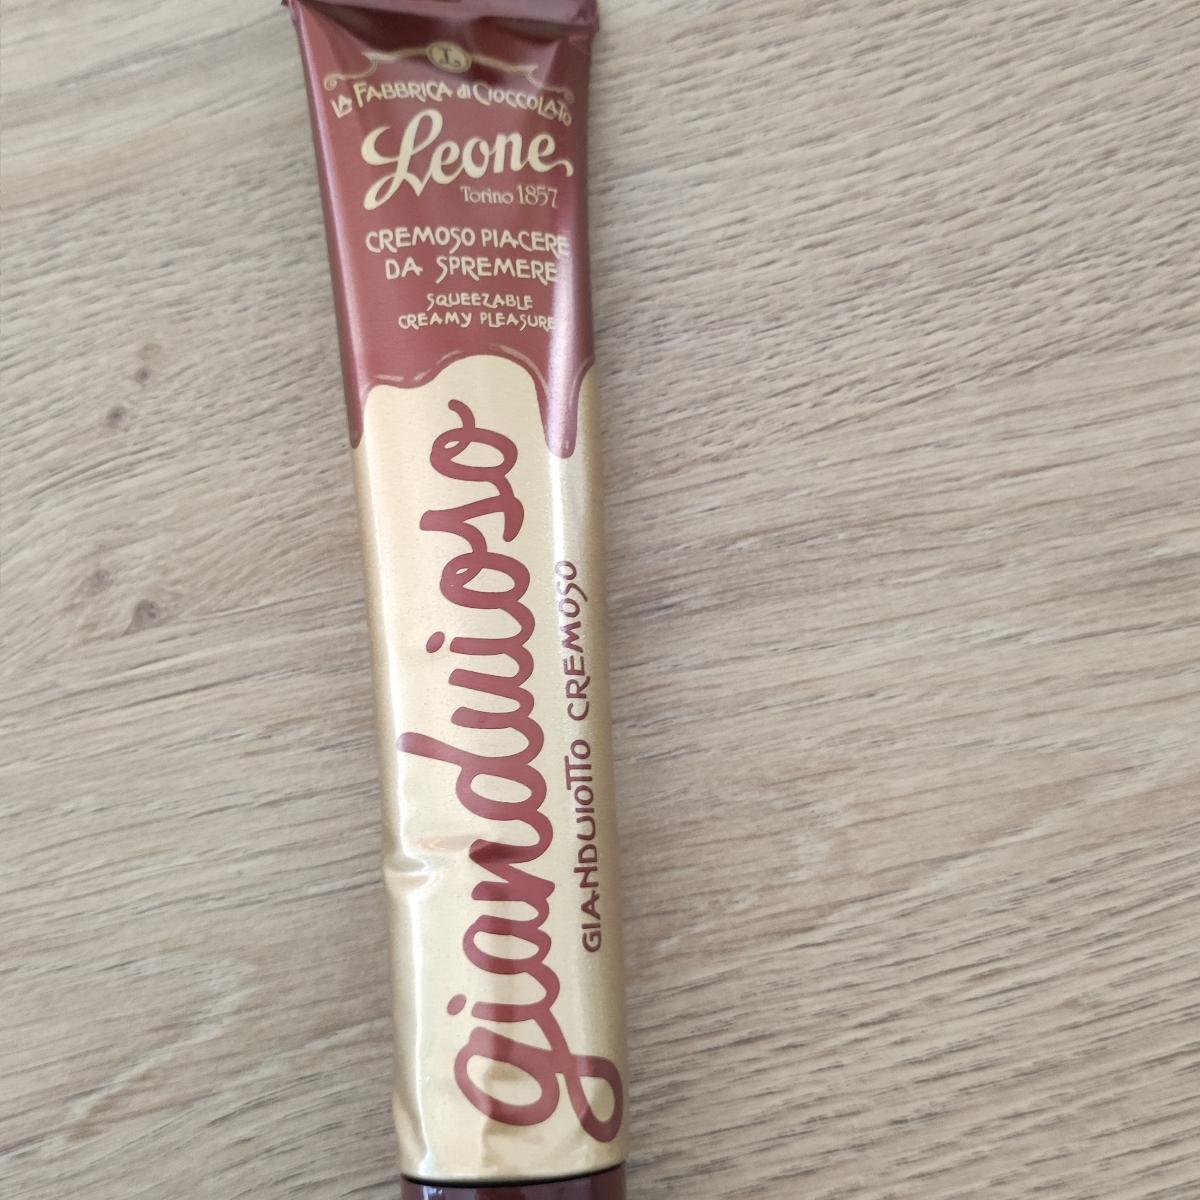 LA FABBRICA di CIOCCOLATO
Leone
Torino 1857
CREMOSO PIACERE
DA SPREMERE
SQUEEZABLE
CREAMY PLEASURE
gianduioso
GIANDUIOTTO CREMOSO